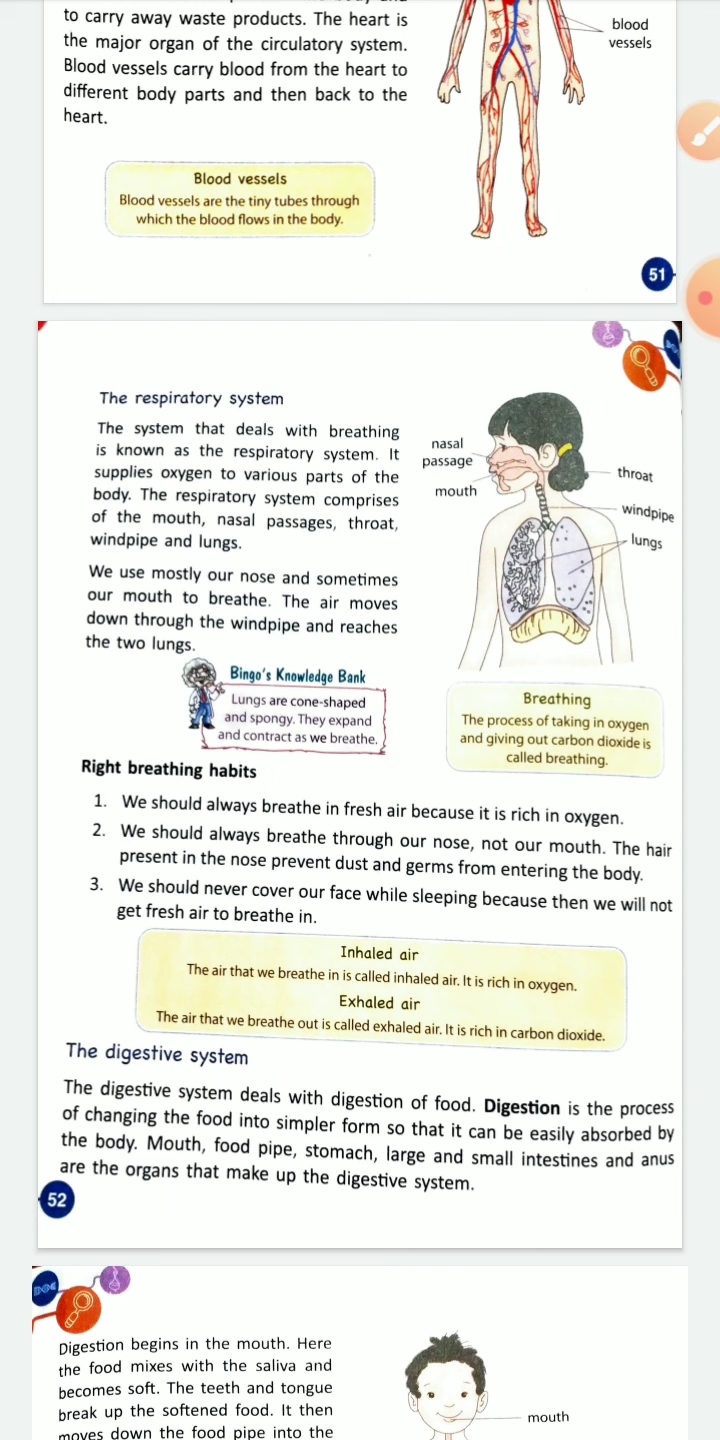 to carry away waste products. The heart is
the major organ of the circulatory system.
Blood vessels carry blood from the heart to
different body parts and then back to the
heart.
blood
vessels
Blood vessels
Blood vessels are the tiny tubes through
which the blood flows in the body.
51
The respiratory system
The system that deals with breathing
is known as the respiratory system. It
supplies oxygen to various parts of the
body. The respiratory system comprises
of the mouth, nasal passages, throat,
windpipe and lungs.
We use mostly our nose and sometimes
our mouth to breathe. The air moves
down through the windpipe and reaches
the two lungs.
nasal
passage
mouth
throat
windpipe
lungs
Bingo's Knowledge Bank
Lungs are cone-shaped
and spongy. They expand
and contract as we breathe.
Breathing
The process of taking in oxygen
and giving out carbon dioxide is
called breathing.
Right breathing habits
1. We should always breathe in fresh air because it is rich in oxygen.
2. We should always breathe through our nose, not our mouth. The hair
present in the nose prevent dust and germs from entering the body.
3. We should never cover our face while sleeping because then we will not
get fresh air to breathe in.
Inhaled air
The air that we breathe in is called inhaled air. It is rich in oxygen.
Exhaled air
The air that we breathe out is called exhaled air. It is rich in carbon dioxide.
The digestive system
The digestive system deals with digestion of food. Digestion is the process
of changing the food into simpler form so that it can be easily absorbed by
the body. Mouth, food pipe, stomach, large and small intestines and anus
are the organs that make up the digestive system.
52
Digestion begins in the mouth. Here
the food mixes with the saliva and
becomes soft. The teeth and tongue
break up the softened food. It then
moves down the food pipe into the
mouth